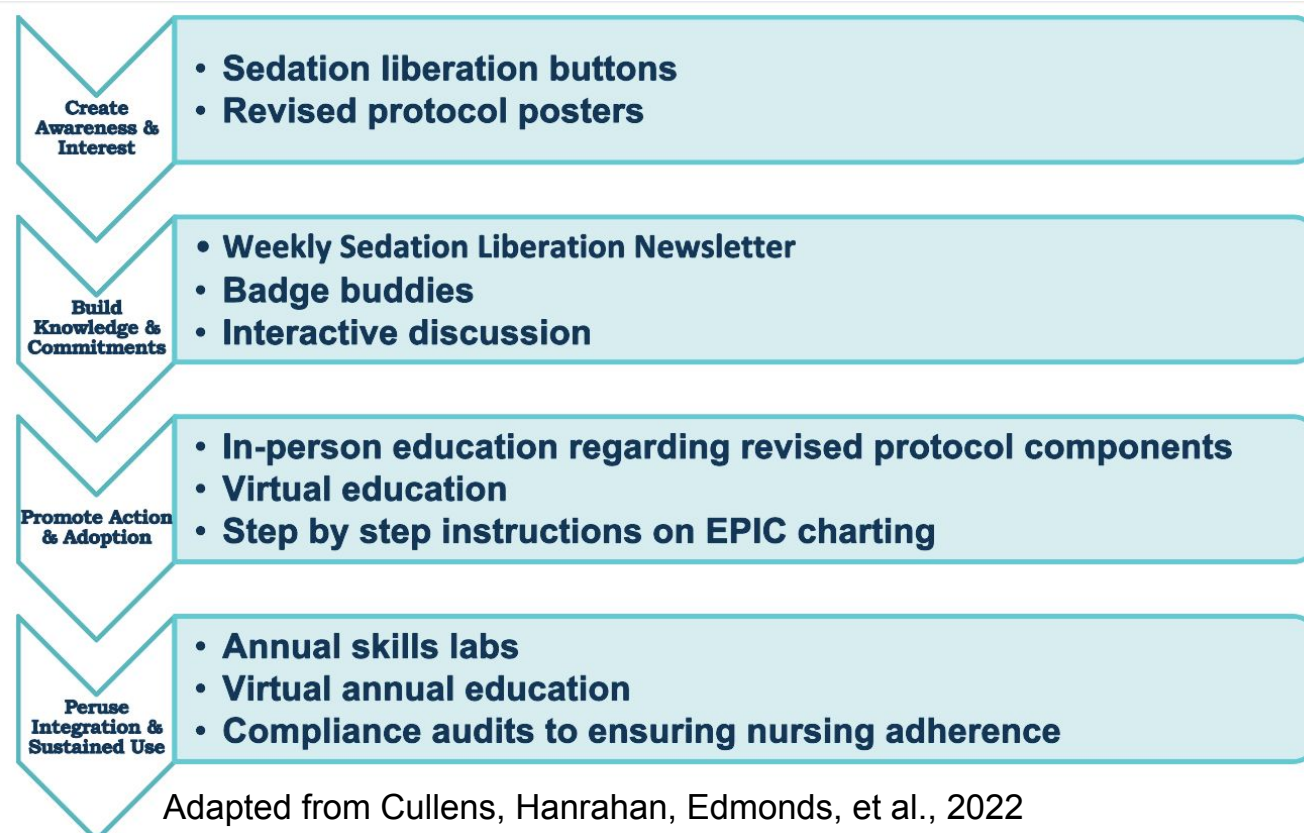 Create
Awareness &
Interest
• Sedation liberation buttons
• Revised protocol posters
Build
Knowledge &
Commitments
• Weekly Sedation Liberation Newsletter
• Badge buddies
• Interactive discussion
Promote Action
& Adoption
• In-person education regarding revised protocol components
• Virtual education
• Step by step instructions on EPIC charting
Peruse
Integration &
Sustained Use
• Annual skills labs
• Virtual annual education
• Compliance audits to ensuring nursing adherence
Adapted from Cullens, Hanrahan, Edmonds, et al., 2022